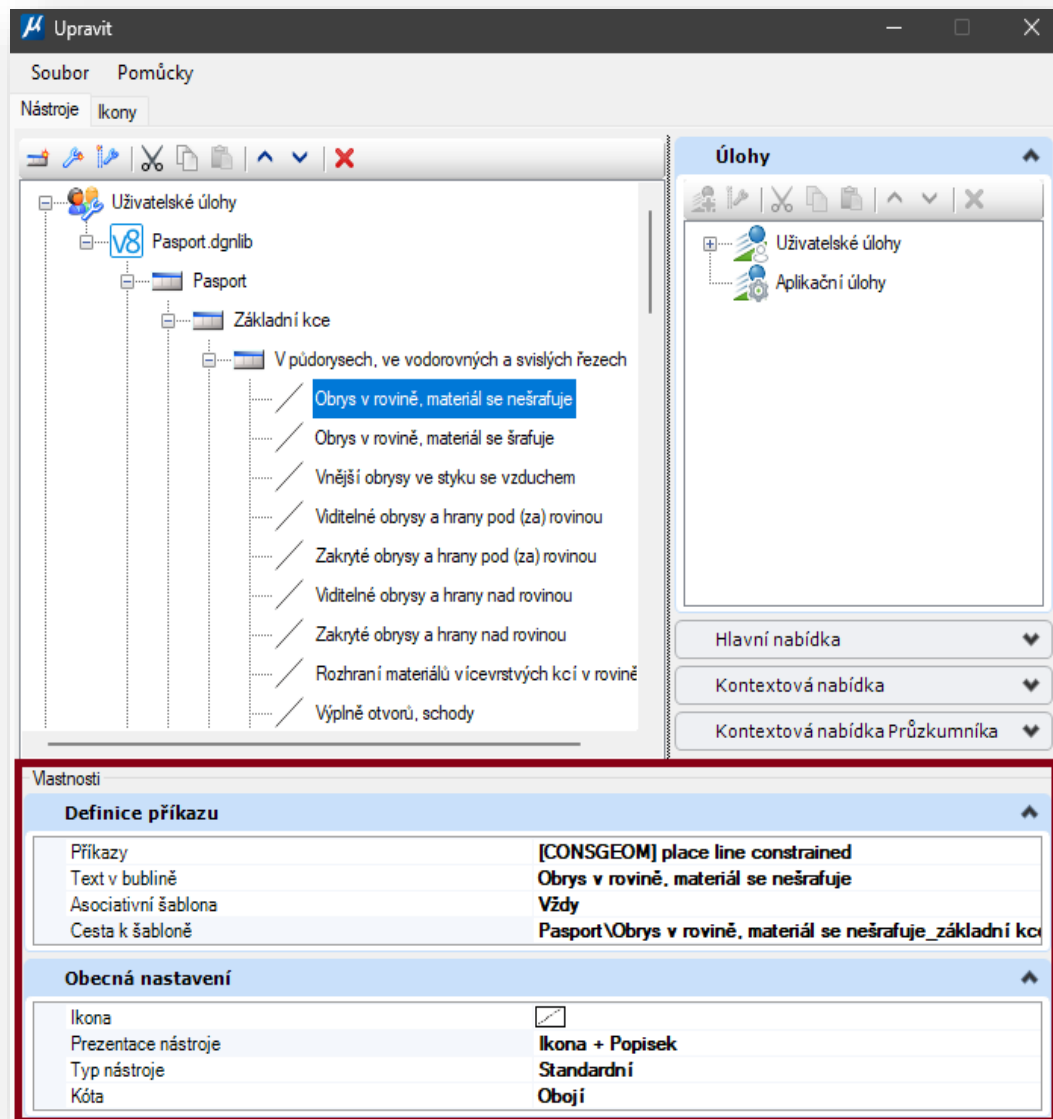 Upravit
Soubor Pomůcky
Nástroje Ikony
Uživatelské úlohy
V8 Pasport.dgnlib
Pasport
Základní kce
V půdorysech, ve vodorovných a svislých řezech
Obrys v rovině, materiál se nešrafuje
Obrys v rovině, materiál se šrafuje
Vnější obrysy ve styku se vzduchem
Viditelné obrysy a hrany pod (za) rovinou
Zakryté obrysy a hrany pod (za) rovinou
Viditelné obrysy a hrany nad rovinou
Zakryté obrysy a hrany nad rovinou
Rozhraní materiálů vícevrstvých kcí v rovině
Výplně otvorů, schody
Úlohy
Uživatelské úlohy
Aplikační úlohy
Hlavní nabídka
Kontextová nabídka
Kontextová nabídka Průzkumníka
Vlastnosti
Definice příkazu
Příkazy [CONSGEOM] place line constrained
Text v bublině Obrys v rovině, materiál se nešrafuje
Asociativní šablona Vždy
Cesta k šabloně Pasport\Obrys v rovině, materiál se nešrafuje_základní kce
Obecná nastavení
Ikona
Prezentace nástroje Ikona + Popisek
Typ nástroje Standardní
Kóta Obojí